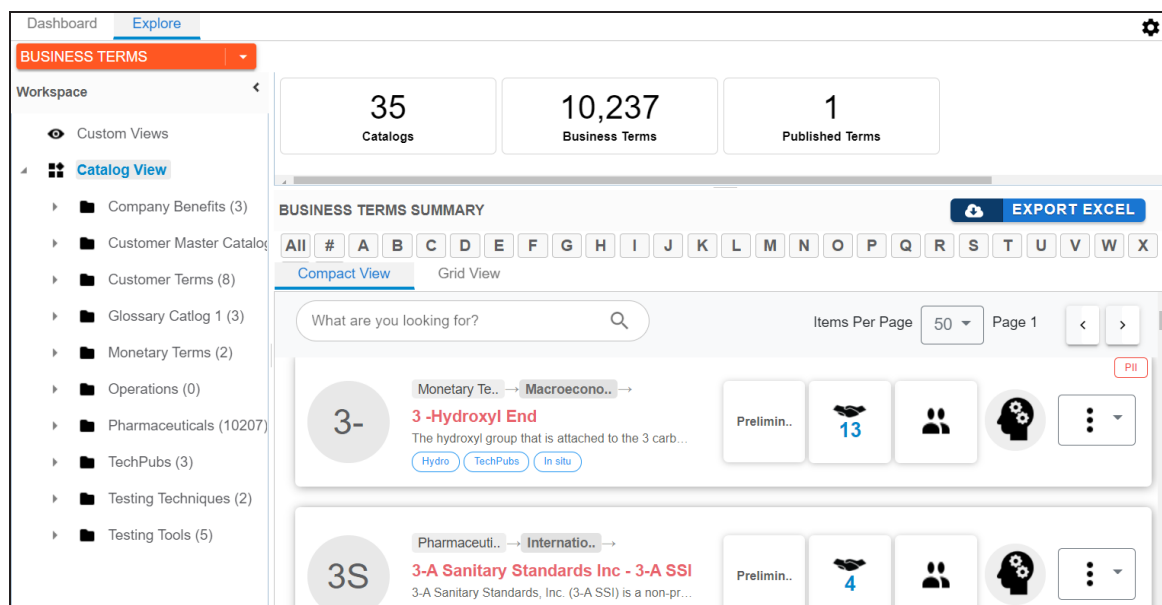 Dashboard Explore
BUSINESS TERMS
Workspace
Custom Views
Catalog View
Company Benefits (3)
Customer Master Catalog
Customer Terms (8)
Glossary Catlog 1 (3)
Monetary Terms (2)
Operations (0)
Pharmaceuticals (10207)
TechPubs (3)
Testing Techniques (2)
Testing Tools (5)
35
Catalogs
10,237
Business Terms
1
Published Terms
BUSINESS TERMS SUMMARY
EXPORT EXCEL
All # A B C D E F G H I J K L M N O P Q R S T U V W X
Compact View Grid View
What are you looking for?
Items Per Page 50 Page 1
PII
3-
Monetary Te.. → Macroecono.. →
3 -Hydroxyl End
The hydroxyl group that is attached to the 3 carb...
Hydro TechPubs In situ
Prelimin..
13
3S
Pharmaceuti.. → Internatio.. →
3-A Sanitary Standards Inc - 3-A SSI
3-A Sanitary Standards, Inc. (3-A SSI) is a non-pr...
Prelimin..
4